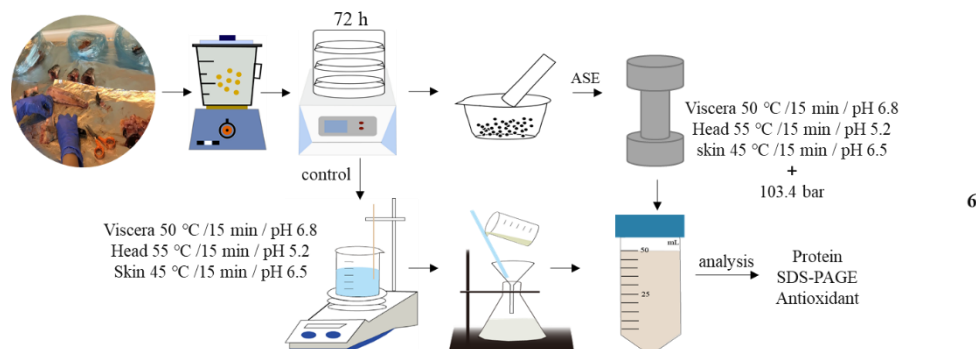 72 h
ASE
Viscera 50 °C /15 min / pH 6.8
Head 55 °C /15 min / pH 5.2
skin 45 °C /15 min / pH 6.5
+
103.4 bar
control
6
Viscera 50 °C /15 min / pH 6.8
Head 55 °C /15 min / pH 5.2
Skin 45 °C /15 min / pH 6.5
mL
50
25
analysis
Protein
SDS-PAGE
Antioxidant